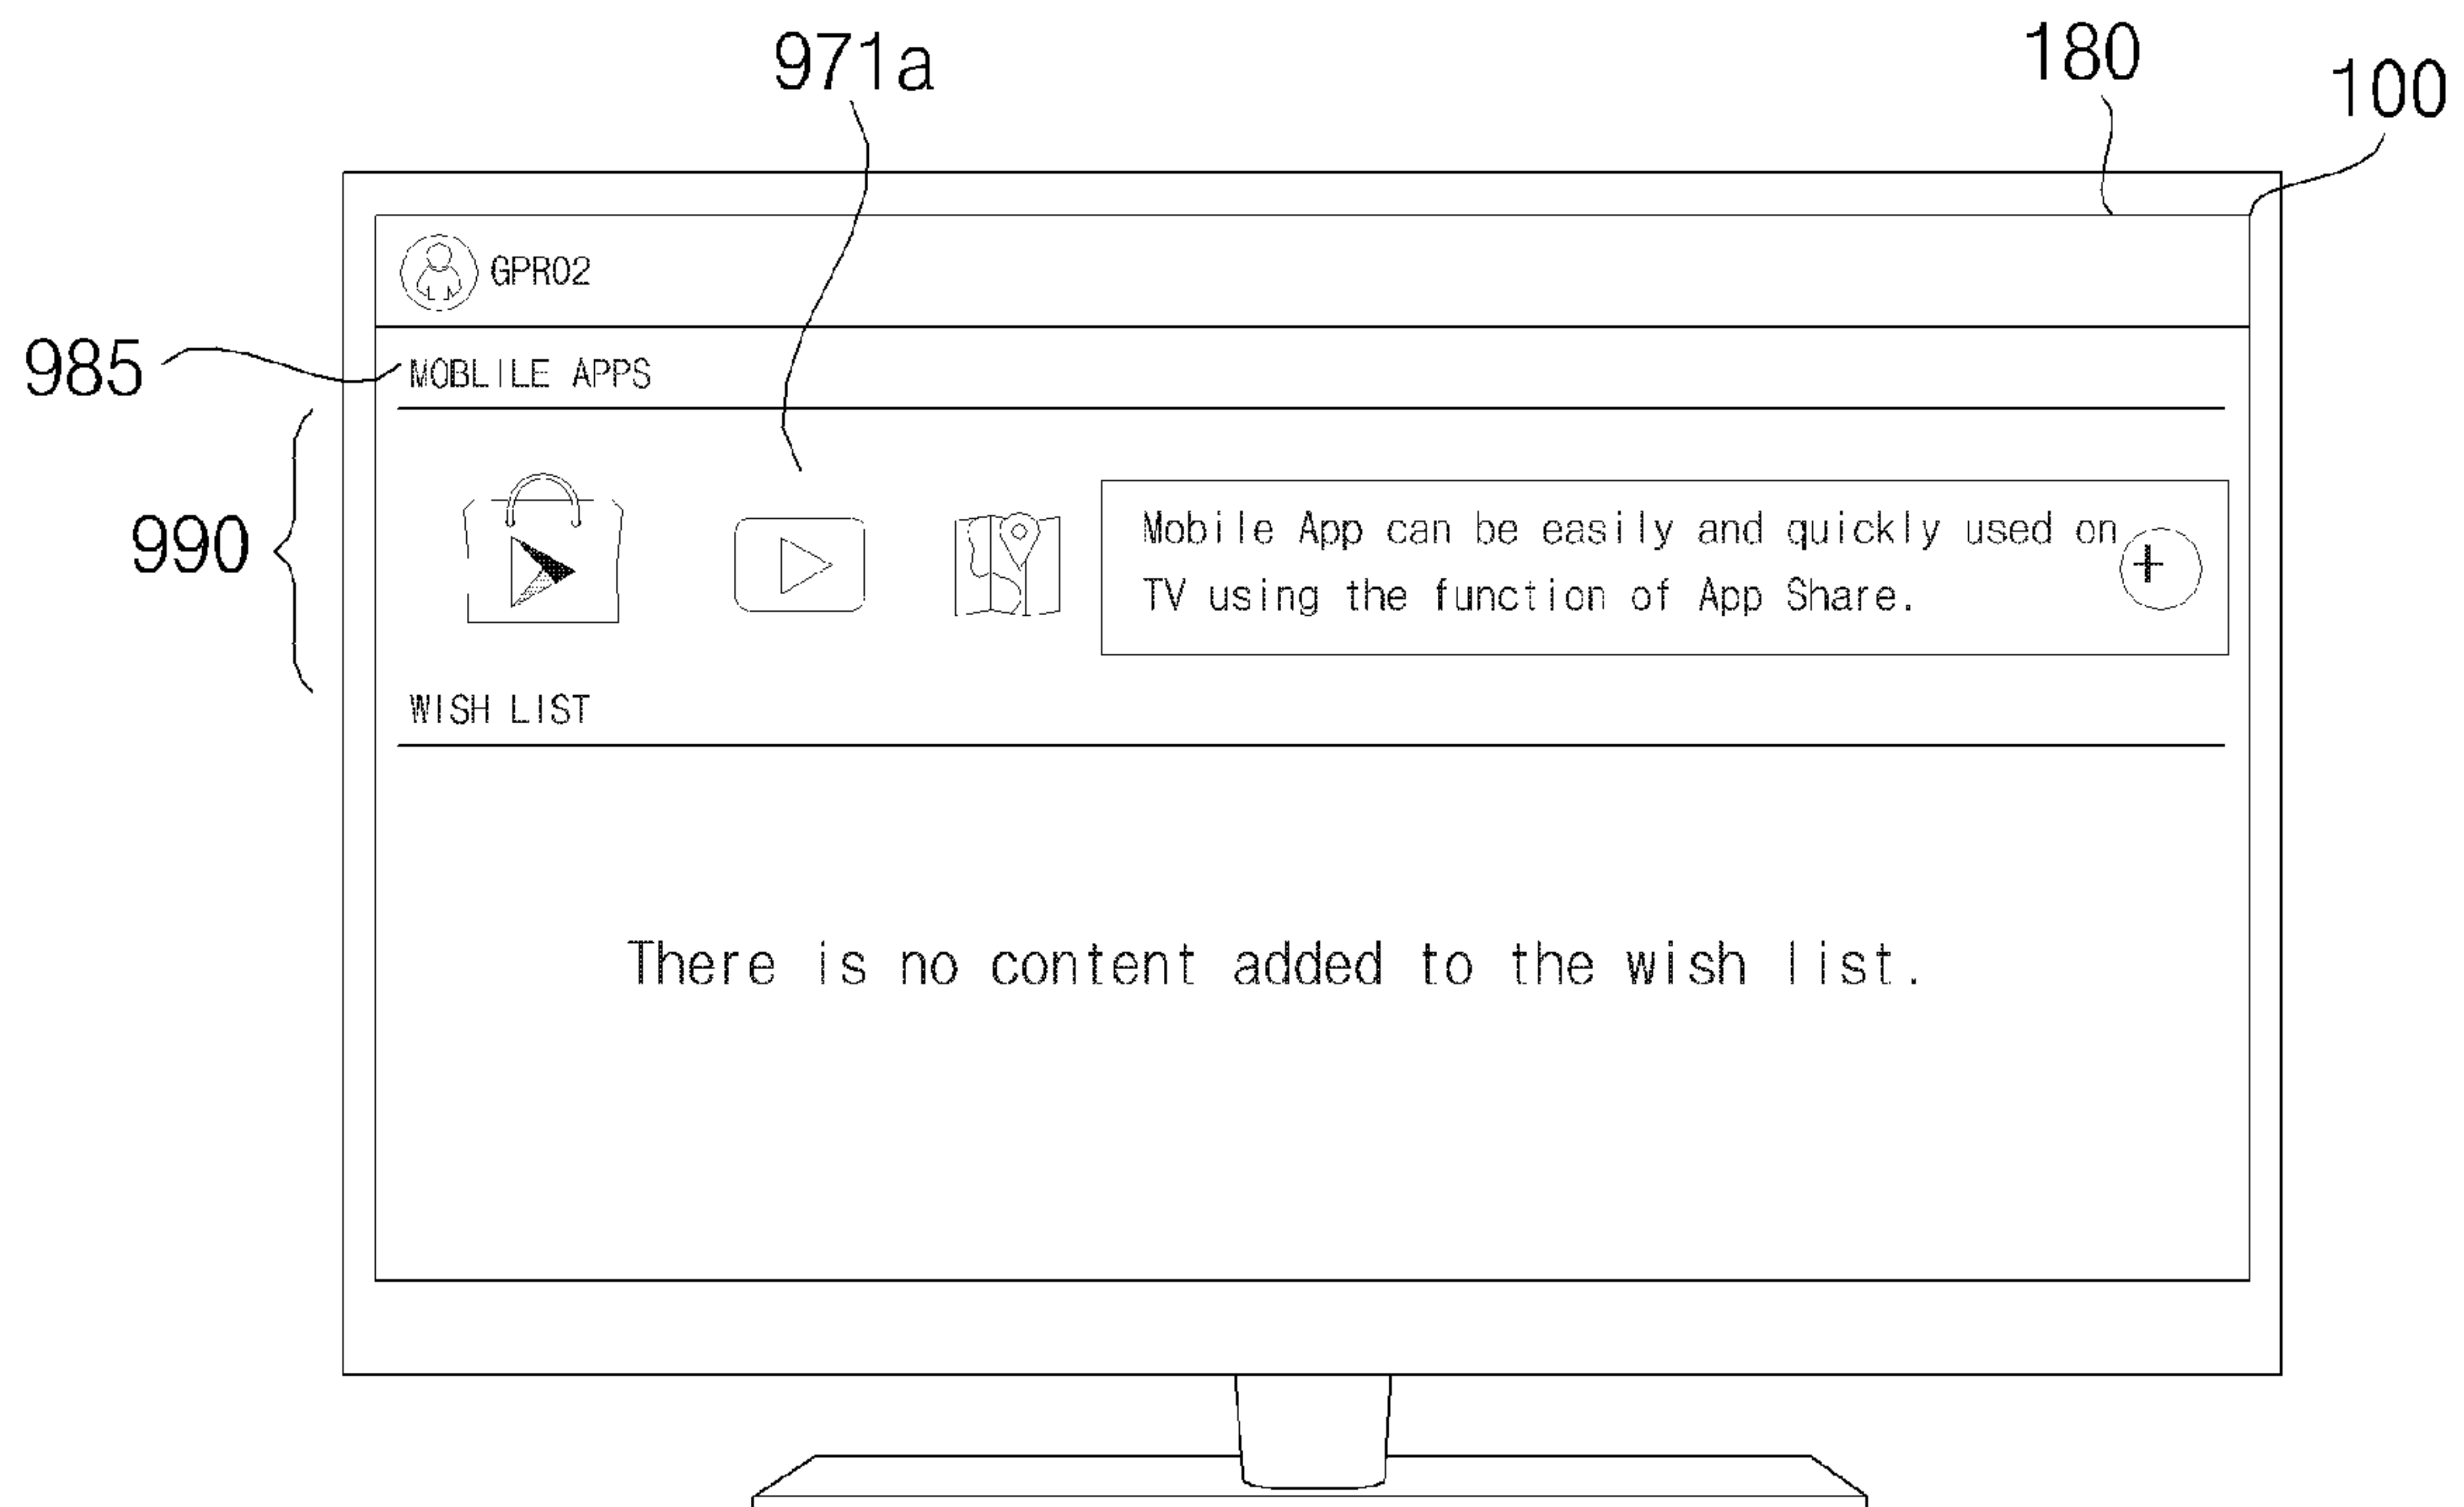 971a
180
100
GPRO2
985
MOBLILE APPS
990
Mobile App can be easily and quickly used on
TV using the function of App Share.
+
WISH LIST
There is no content added to the wish list.